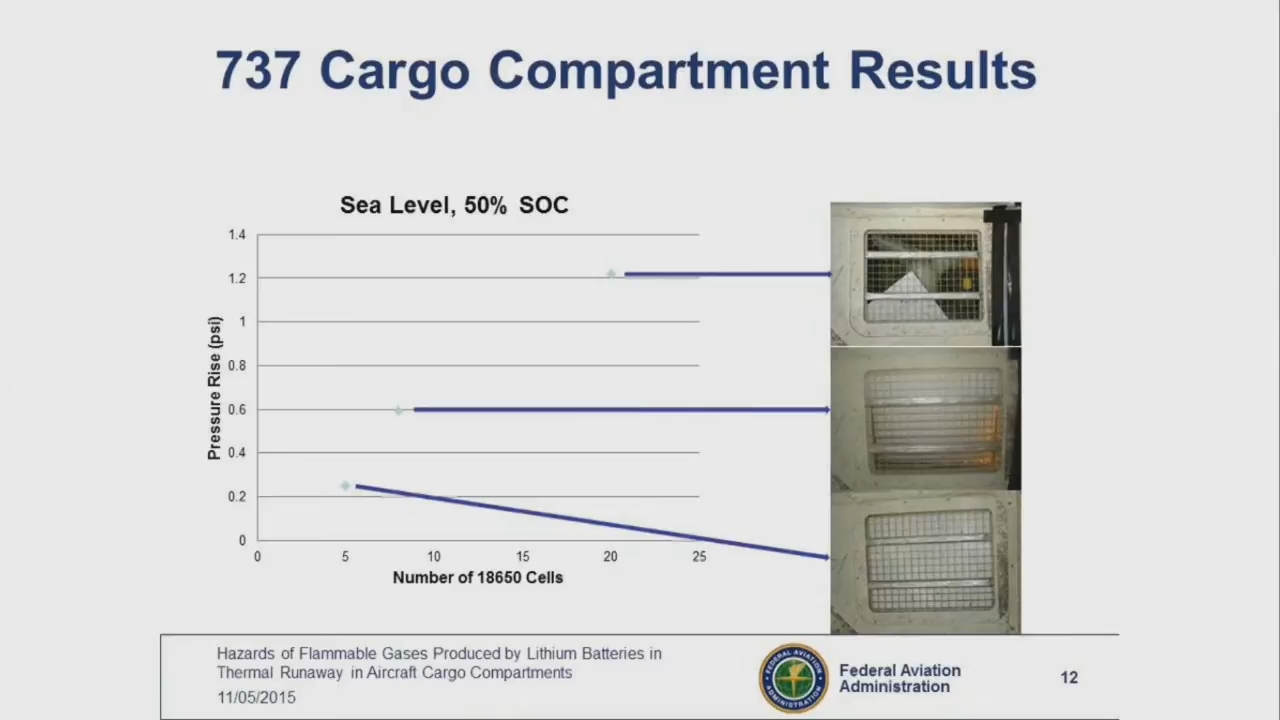 737 Cargo Compartment Results
Sea Level, 50% SOC
1.4
1.2
1
0.8
0.6
0.4
0.2
0
Pressure Rise (psi)
0 5 10 15 20 25
Number of 18650 Cells
Hazards of Flammable Gases Produced by Lithium Batteries in
Thermal Runaway in Aircraft Cargo Compartments
11/05/2015
FEDERAL AVIATION
ADMINISTRATION
Federal Aviation
Administration
12